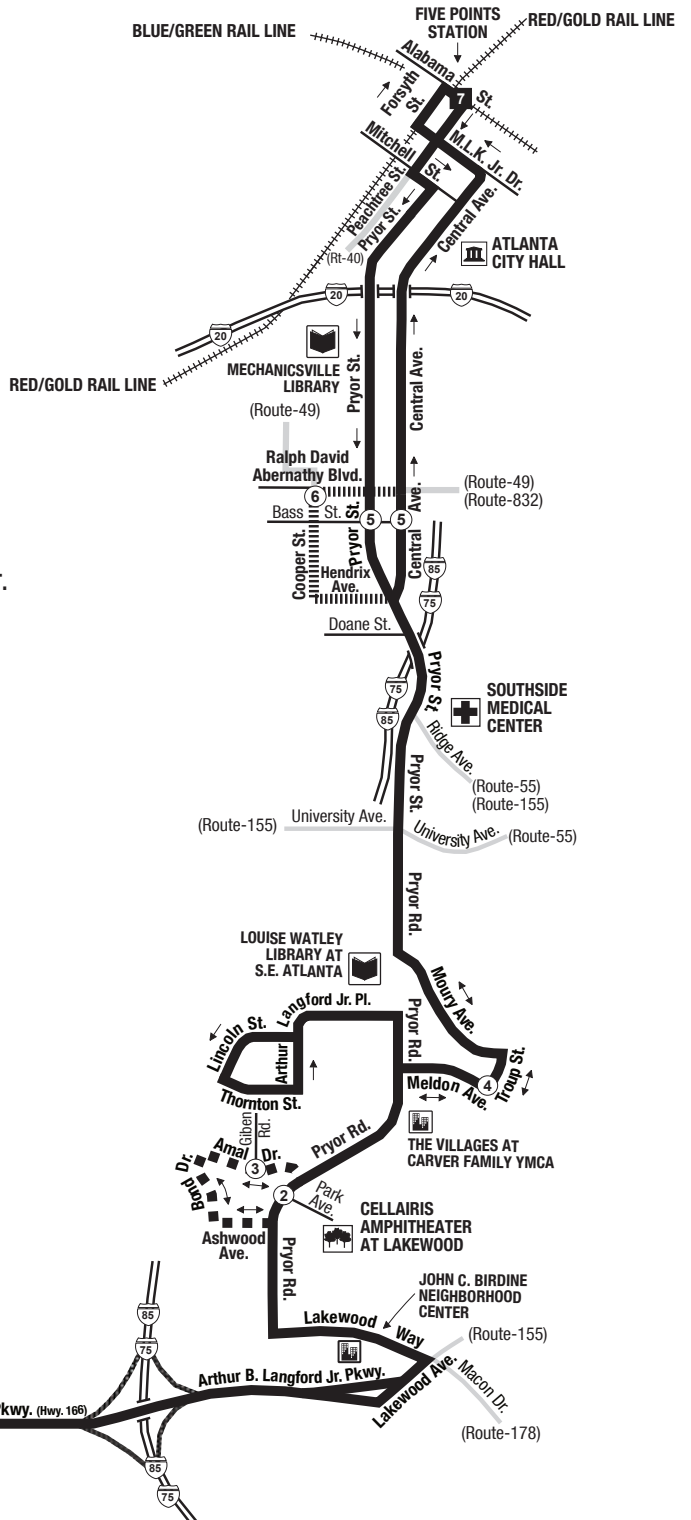 FIVE POINTS
STATION
RED/GOLD RAIL LINE
BLUE/GREEN RAIL LINE
Alabama
St.
7
Forsyth
St.
Mitchell
St.
M.L.K. Jr. Dr.
Peachtree St.
Pryor St.
(Rt-40)
Central Ave.
ATLANTA
CITY HALL
20
20
20
RED/GOLD RAIL LINE
MECHANICSVILLE
LIBRARY
Pryor St.
Central Ave.
(Route-49)
Ralph David
Abernathy Blvd.
(Route-49)
(Route-832)
6
Bass St.
5
5
Pryor St.
Central Ave.
Cooper St.
Hendrix
Ave.
r.
85
75
Doane St.
75
85
Pryor St.
SOUTHSIDE
MEDICAL
CENTER
Ridge Ave.
(Route-55)
(Route-155)
Pryor St.
(Route-155)
University Ave.
University Ave.
(Route-55)
Pryor Rd.
LOUISE WATLEY
LIBRARY AT
S.E. ATLANTA
Moury Ave.
Langford Jr. Pl.
Lincoln St.
Arthur
Thornton St.
Pryor Rd.
Meldon Ave.
4
Troup St.
THE VILLAGES AT
CARVER FAMILY YMCA
Giben
Rd.
Amal Dr.
3
Pryor Rd.
Bond Dr.
2
Park
Ave.
Ashwood
Ave.
CELLAIRIS
AMPHITHEATER
AT LAKEWOOD
Pryor Rd.
JOHN C. BIRDINE
NEIGHBORHOOD
CENTER
Lakewood Way
(Route-155)
85
75
Arthur B. Langford Jr. Pkwy.
Lakewood Ave.
Macon Dr.
(Route-178)
Pkwy. (Hwy. 166)
85
75